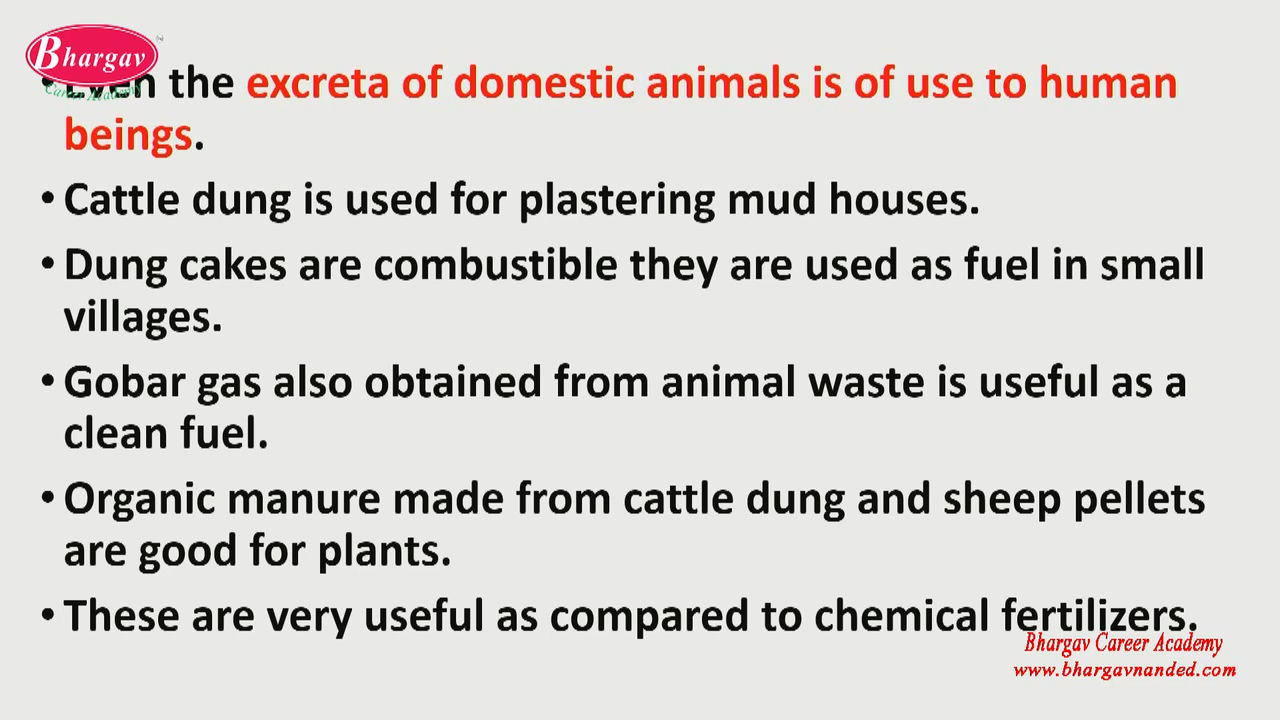 Bhargav
Career Academy
• Even the excreta of domestic animals is of use to human
beings.
• Cattle dung is used for plastering mud houses.
• Dung cakes are combustible they are used as fuel in small
villages.
• Gobar gas also obtained from animal waste is useful as a
clean fuel.
• Organic manure made from cattle dung and sheep pellets
are good for plants.
• These are very useful as compared to chemical fertilizers.
Bhargav Career Academy
www.bhargavnanded.com